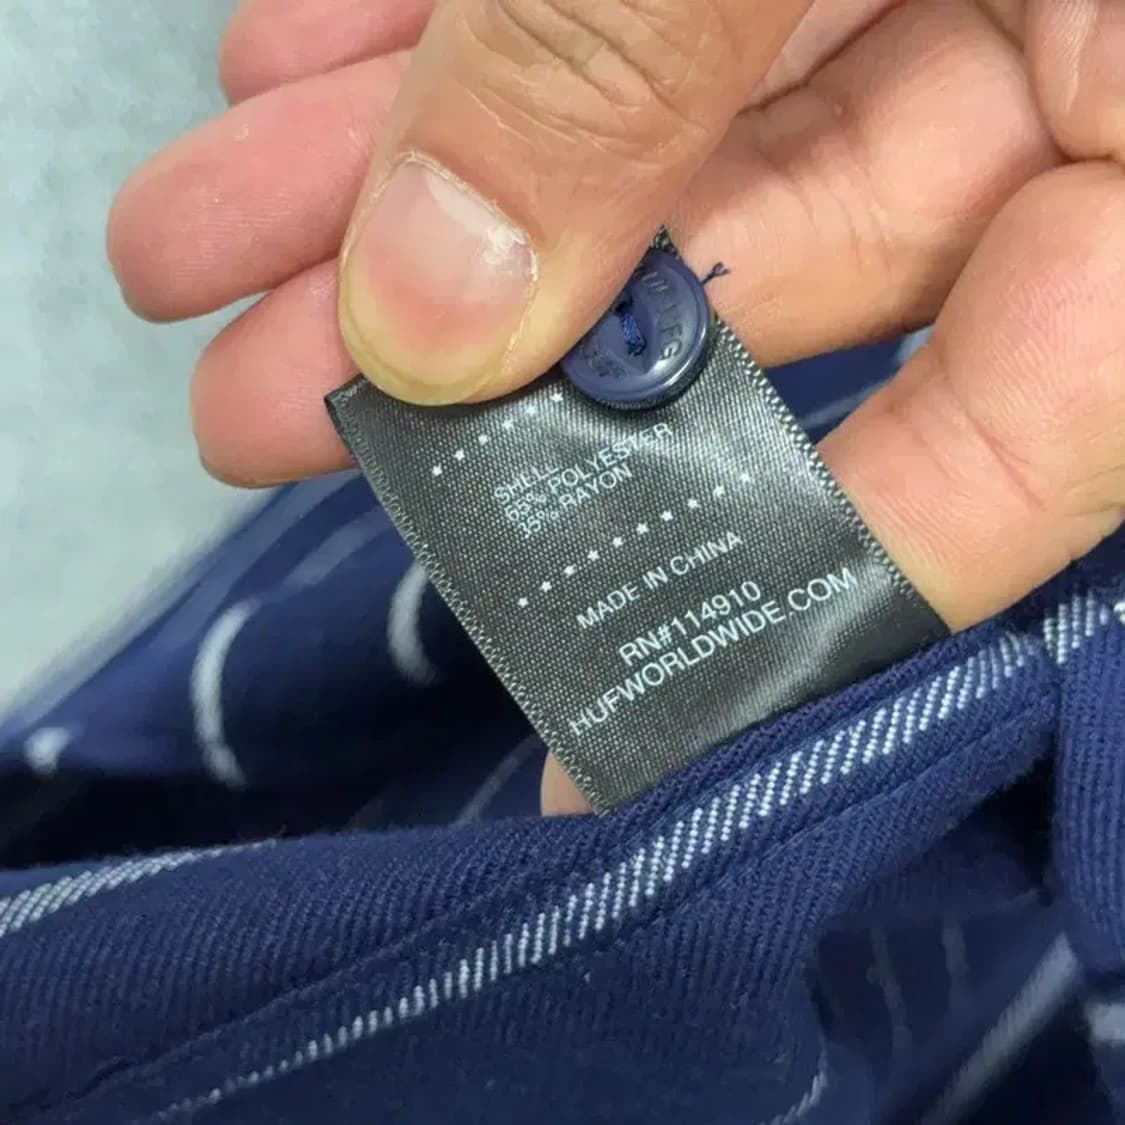 SHELL
65% POLYESTER
35% RAYON
MADE IN CHINA
RN#114910
HUFWORLDWIDE.COM